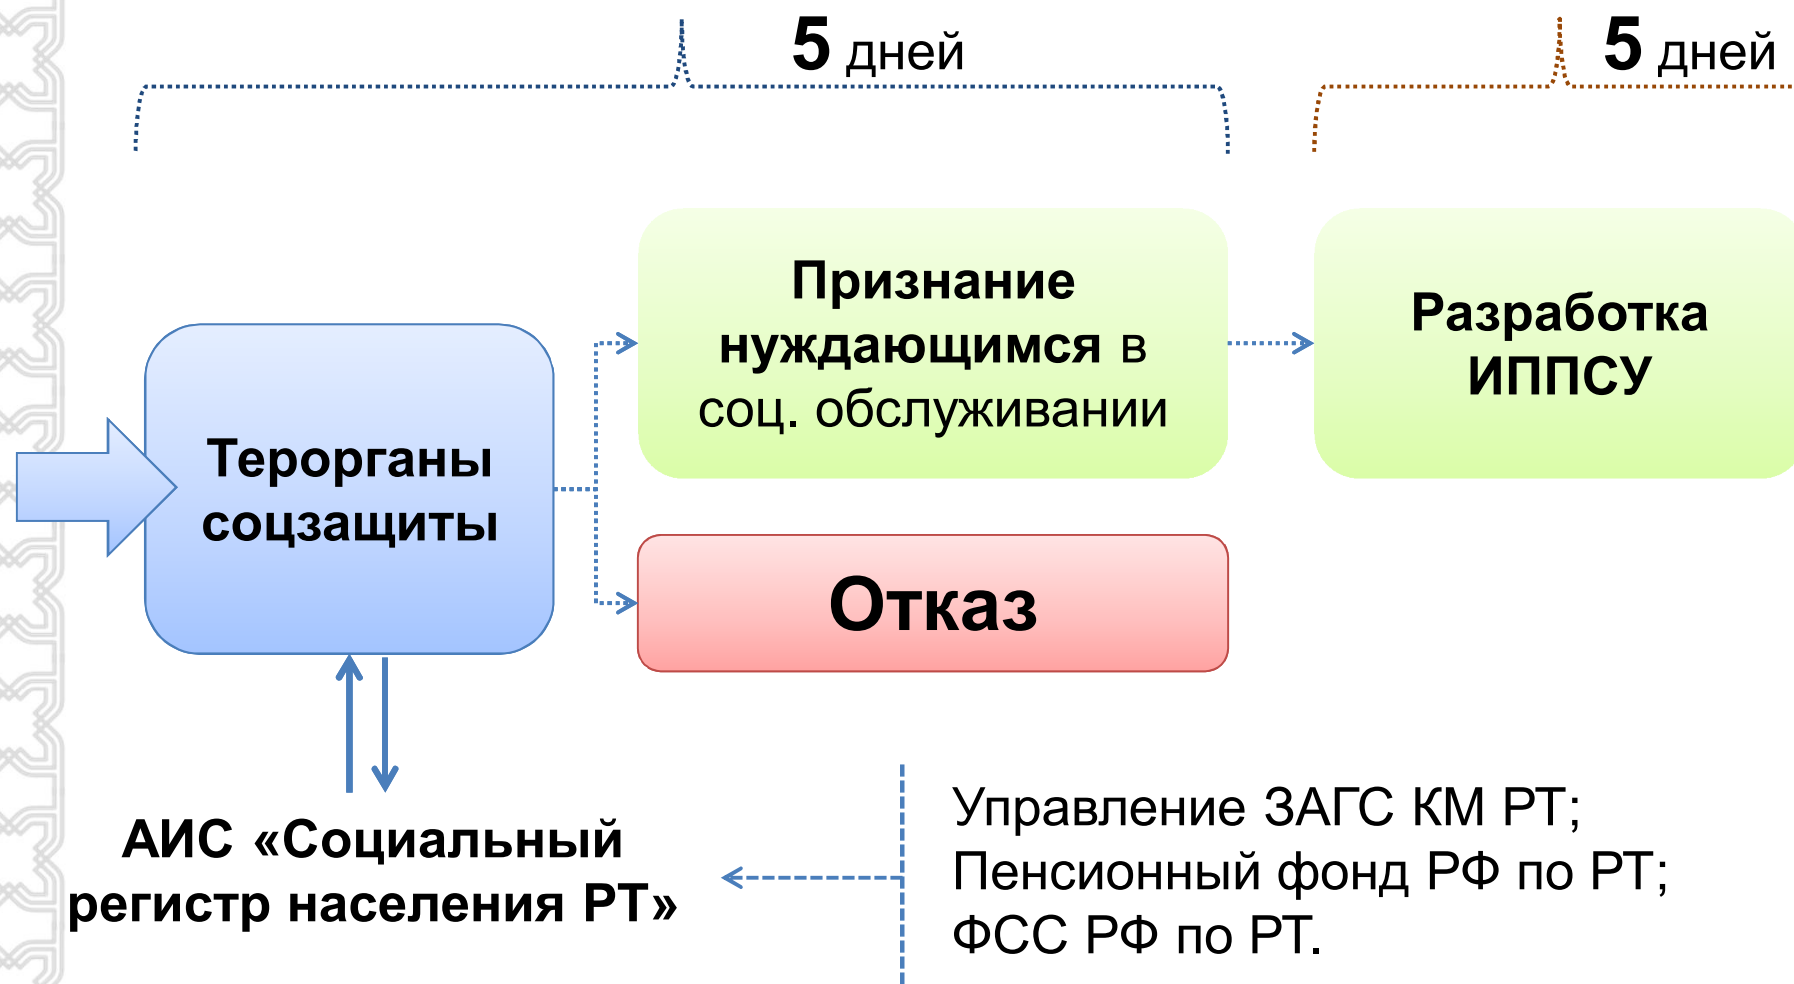 5 дней
5 дней
Признание
нуждающимся в
соц. обслуживании
Разработка
ИППСУ
Терорганы
соцзащиты
Отказ
АИС «Социальный
регистр населения РТ»
Управление ЗАГС КМ РТ;
Пенсионный фонд РФ по РТ;
ФСС РФ по РТ.